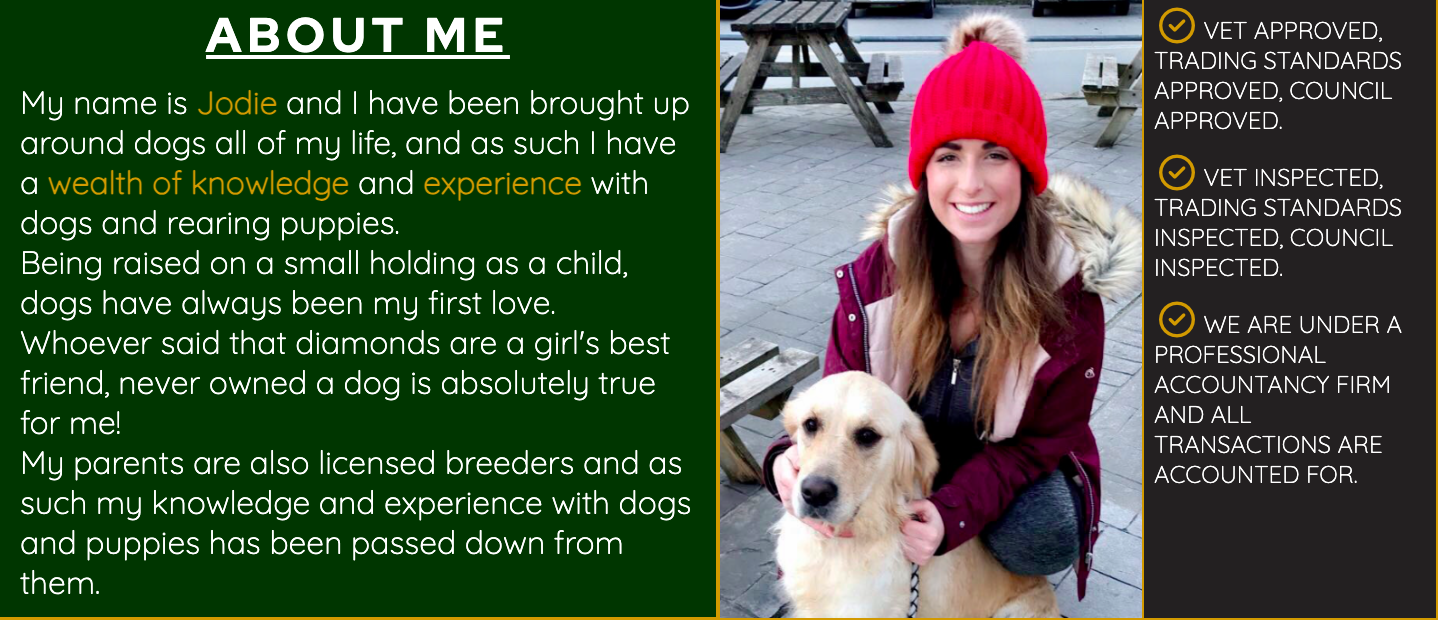 ABOUT ME
My name is Jodie and I have been brought up
around dogs all of my life, and as such I have
a wealth of knowledge and experience with
dogs and rearing puppies.
Being raised on a small holding as a child,
dogs have always been my first love.
Whoever said that diamonds are a girl's best
friend, never owned a dog is absolutely true
for me!
My parents are also licensed breeders and as
such my knowledge and experience with dogs
and puppies has been passed down from
them.
VET APPROVED,
TRADING STANDARDS
APPROVED, COUNCIL
APPROVED.
VET INSPECTED,
TRADING STANDARDS
INSPECTED, COUNCIL
INSPECTED.
WE ARE UNDER A
PROFESSIONAL
ACCOUNTANCY FIRM
AND ALL
TRANSACTIONS ARE
ACCOUNTED FOR.